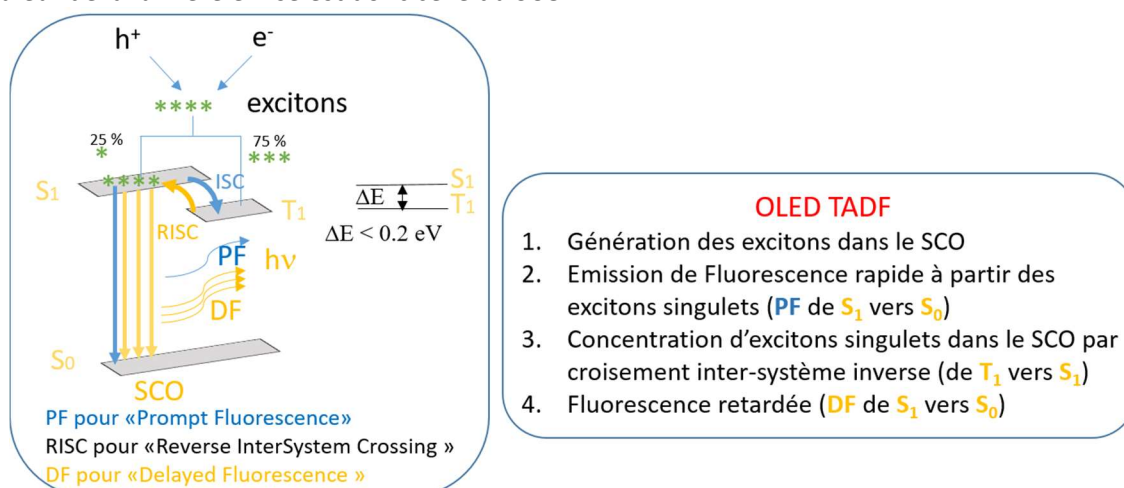 h⁺ e⁻
**** excitons
25 %
*
75 %
***
S₁ **** ISC
T₁
RISC
PF hν
DF
S₀
SCO
PF pour «Prompt Fluorescence»
RISC pour «Reverse InterSystem Crossing »
DF pour «Delayed Fluorescence »
S₁
ΔE
T₁
ΔE < 0.2 eV
OLED TADF
1. Génération des excitons dans le SCO
2. Emission de Fluorescence rapide à partir des
excitons singulets (PF de S₁ vers S₀)
3. Concentration d’excitons singulets dans le SCO par
croisement inter-système inverse (de T₁ vers S₁)
4. Fluorescence retardée (DF de S₁ vers S₀)